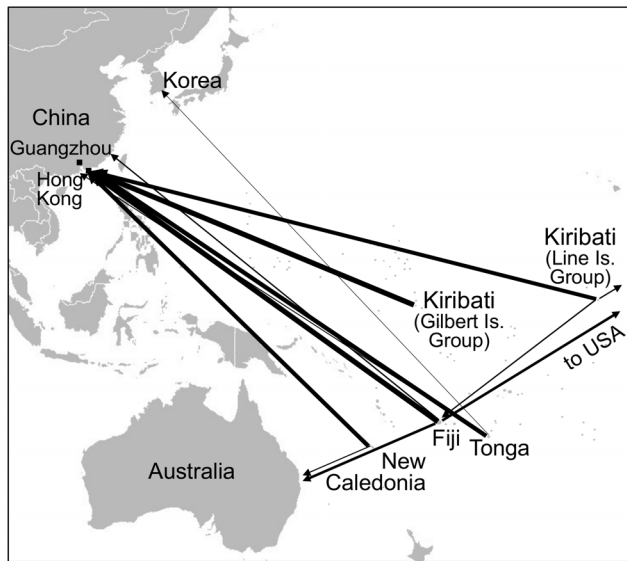 Korea
China
Guangzhou
Hong
Kong
Kiribati
(Line Is.
Group)
Kiribati
(Gilbert Is.
Group)
to USA
Fiji
Tonga
New
Caledonia
Australia